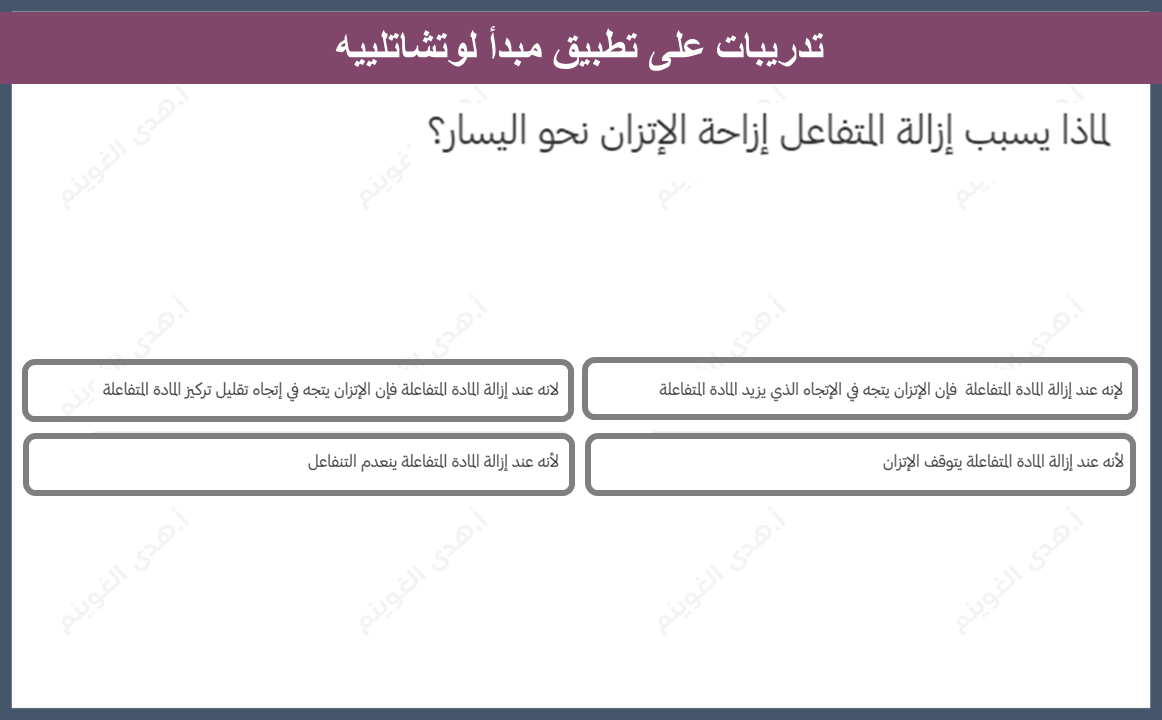 تدريبات على تطبيق مبدأ لوتشاتلييه
لماذا يسبب إزالة المتفاعل إزاحة الإتزان نحو اليسار؟
لإنه عند إزالة المادة المتفاعلة فإن الإتزان يتجه في الإتجاه الذي يزيد المادة المتفاعلة
لانه عند إزالة المادة المتفاعلة فإن الإتزان يتجه في إتجاه تقليل تركيز المادة المتفاعلة
لأنه عند إزالة المادة المتفاعلة يتوقف الإتزان
لأنه عند إزالة المادة المتفاعلة ينعدم التنفاعل
أ.هدى الغوينم